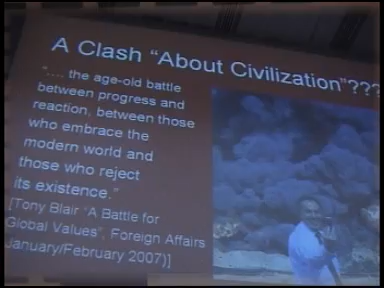 A Clash "About Civilization"???
".... the age-old battle
between progress and
reaction, between those
who embrace the
modern world and
those who reject
its existence."
[Tony Blair "A Battle for
Global Values", Foreign Affairs
January/February 2007)]